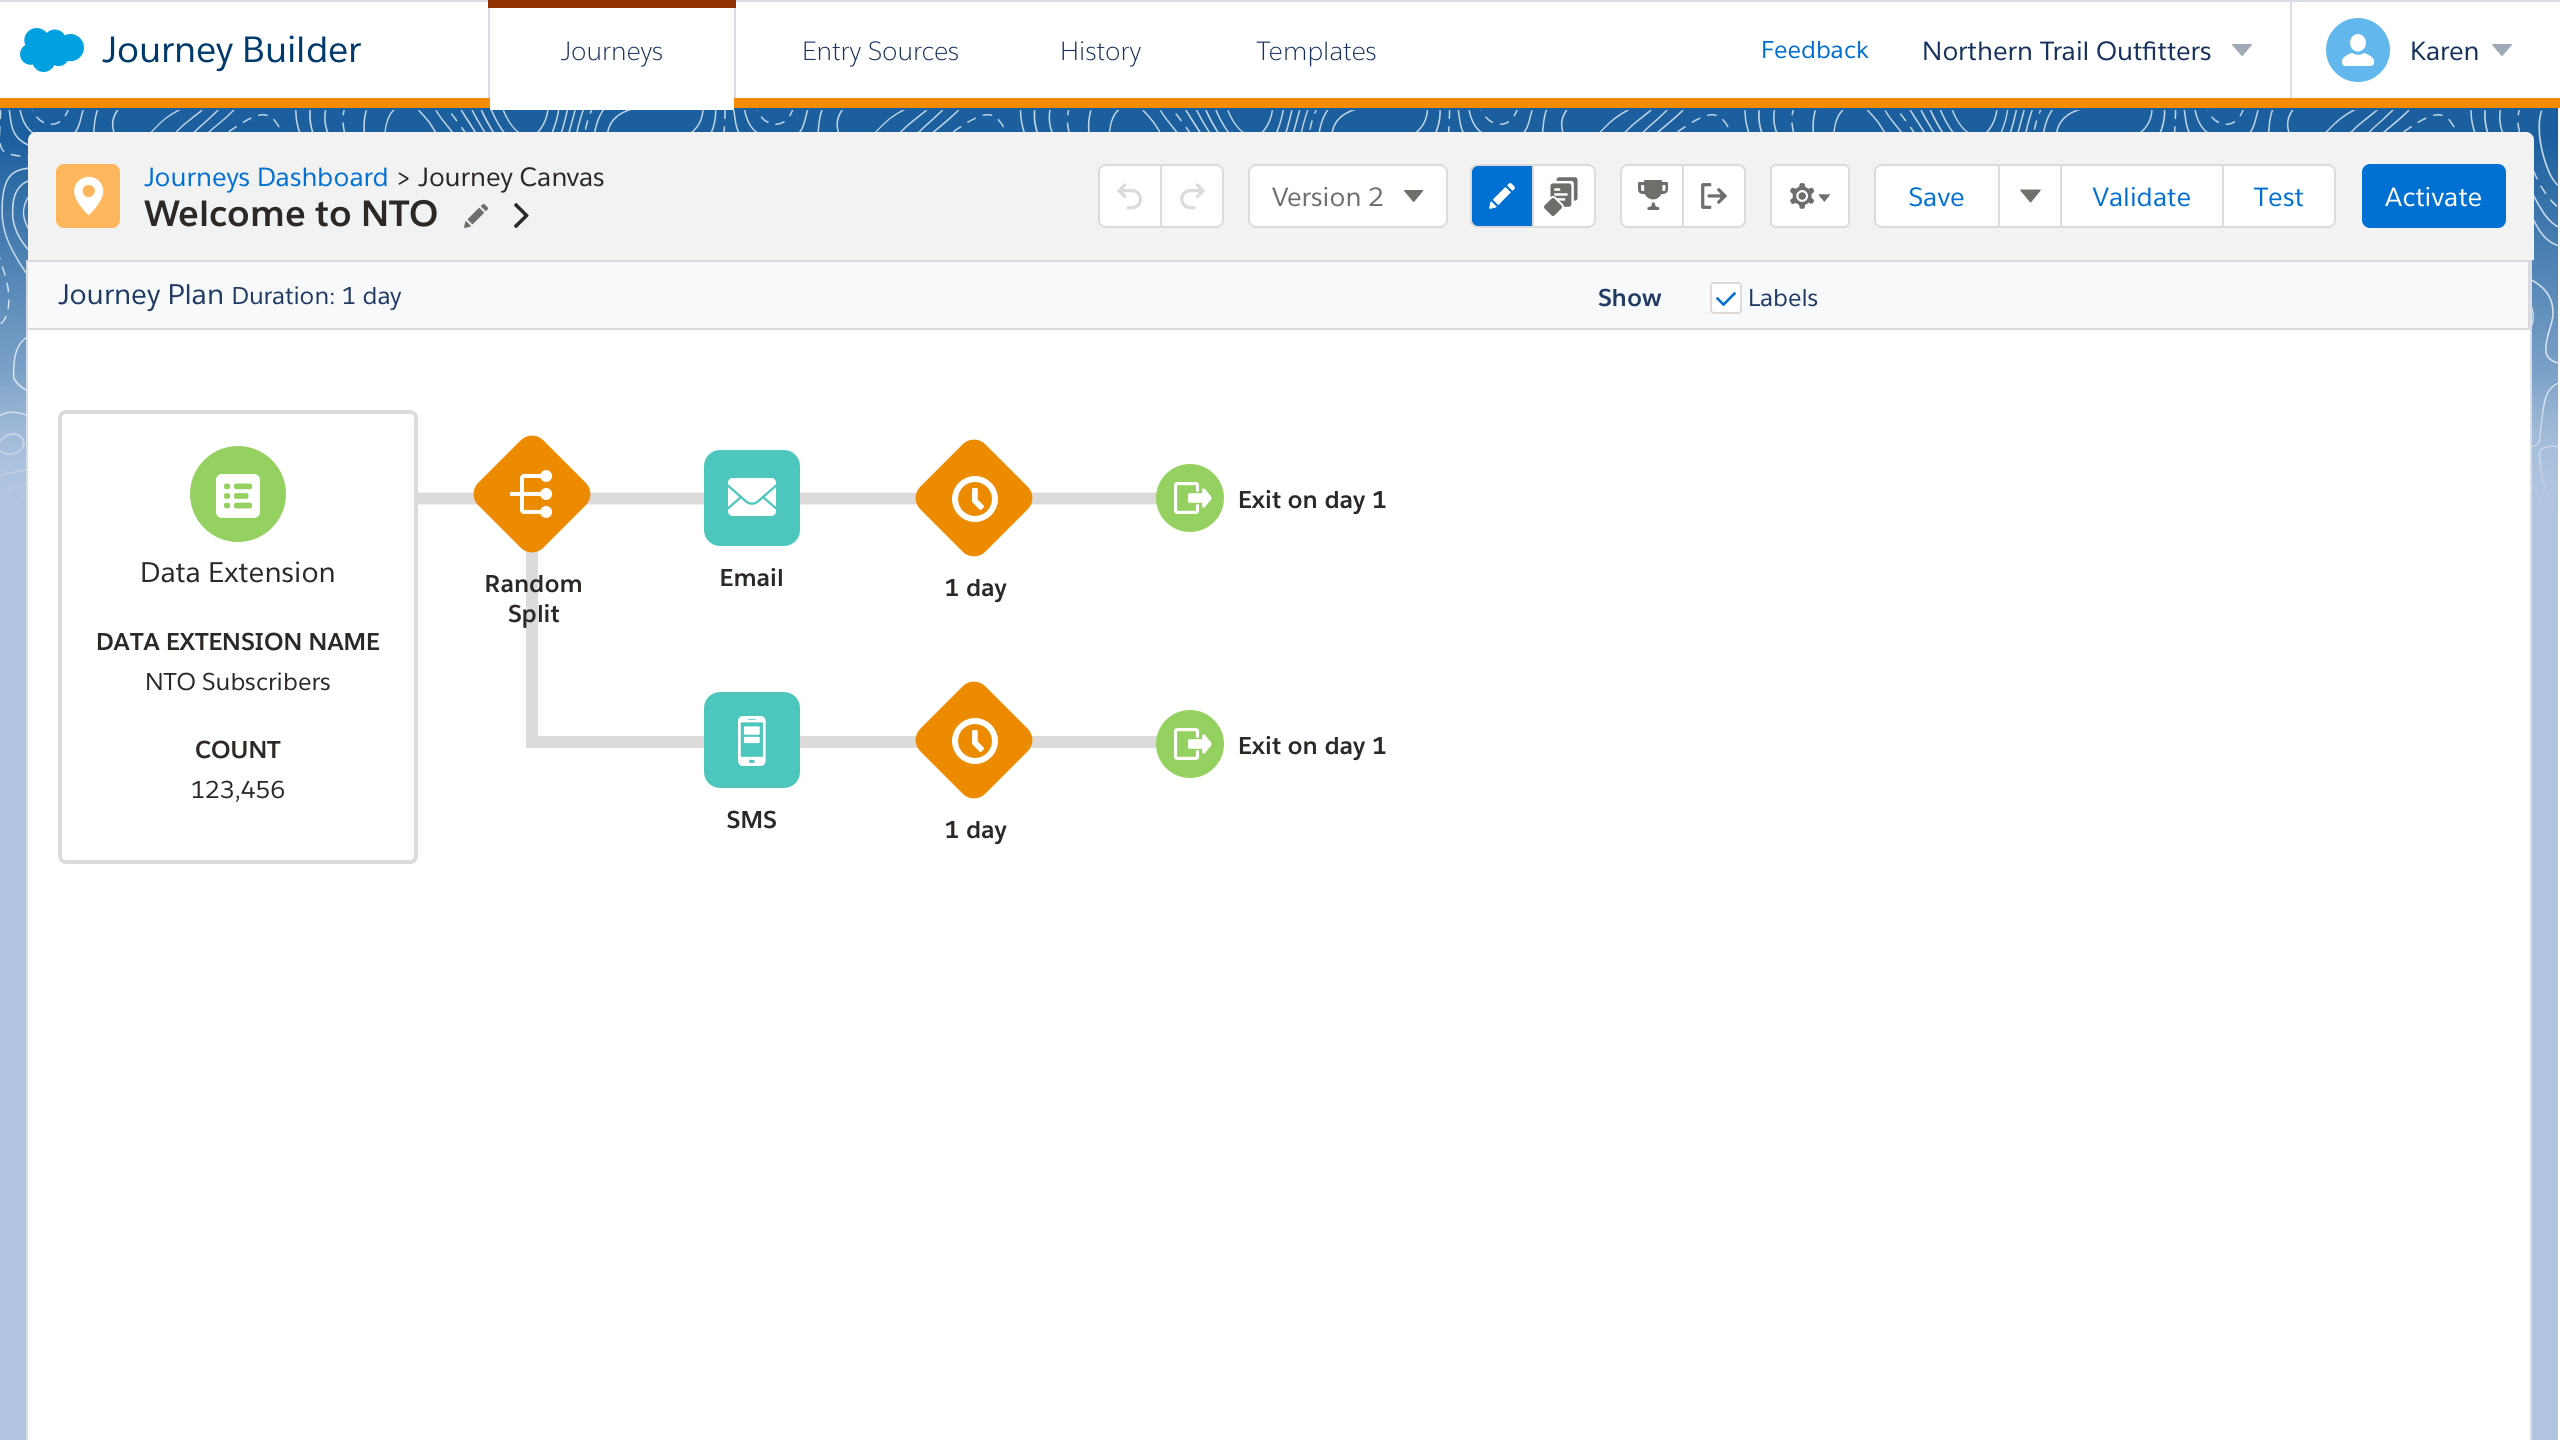 Journey Builder
Journeys
Entry Sources
History
Templates
Feedback
Northern Trail Outfitters
Karen
Journeys Dashboard > Journey Canvas
Welcome to NTO
Version 2
Save
Validate
Test
Activate
Journey Plan Duration: 1 day
Show
Labels
Data Extension
DATA EXTENSION NAME
NTO Subscribers
COUNT
123,456
Random
Split
Email
1 day
Exit on day 1
SMS
1 day
Exit on day 1